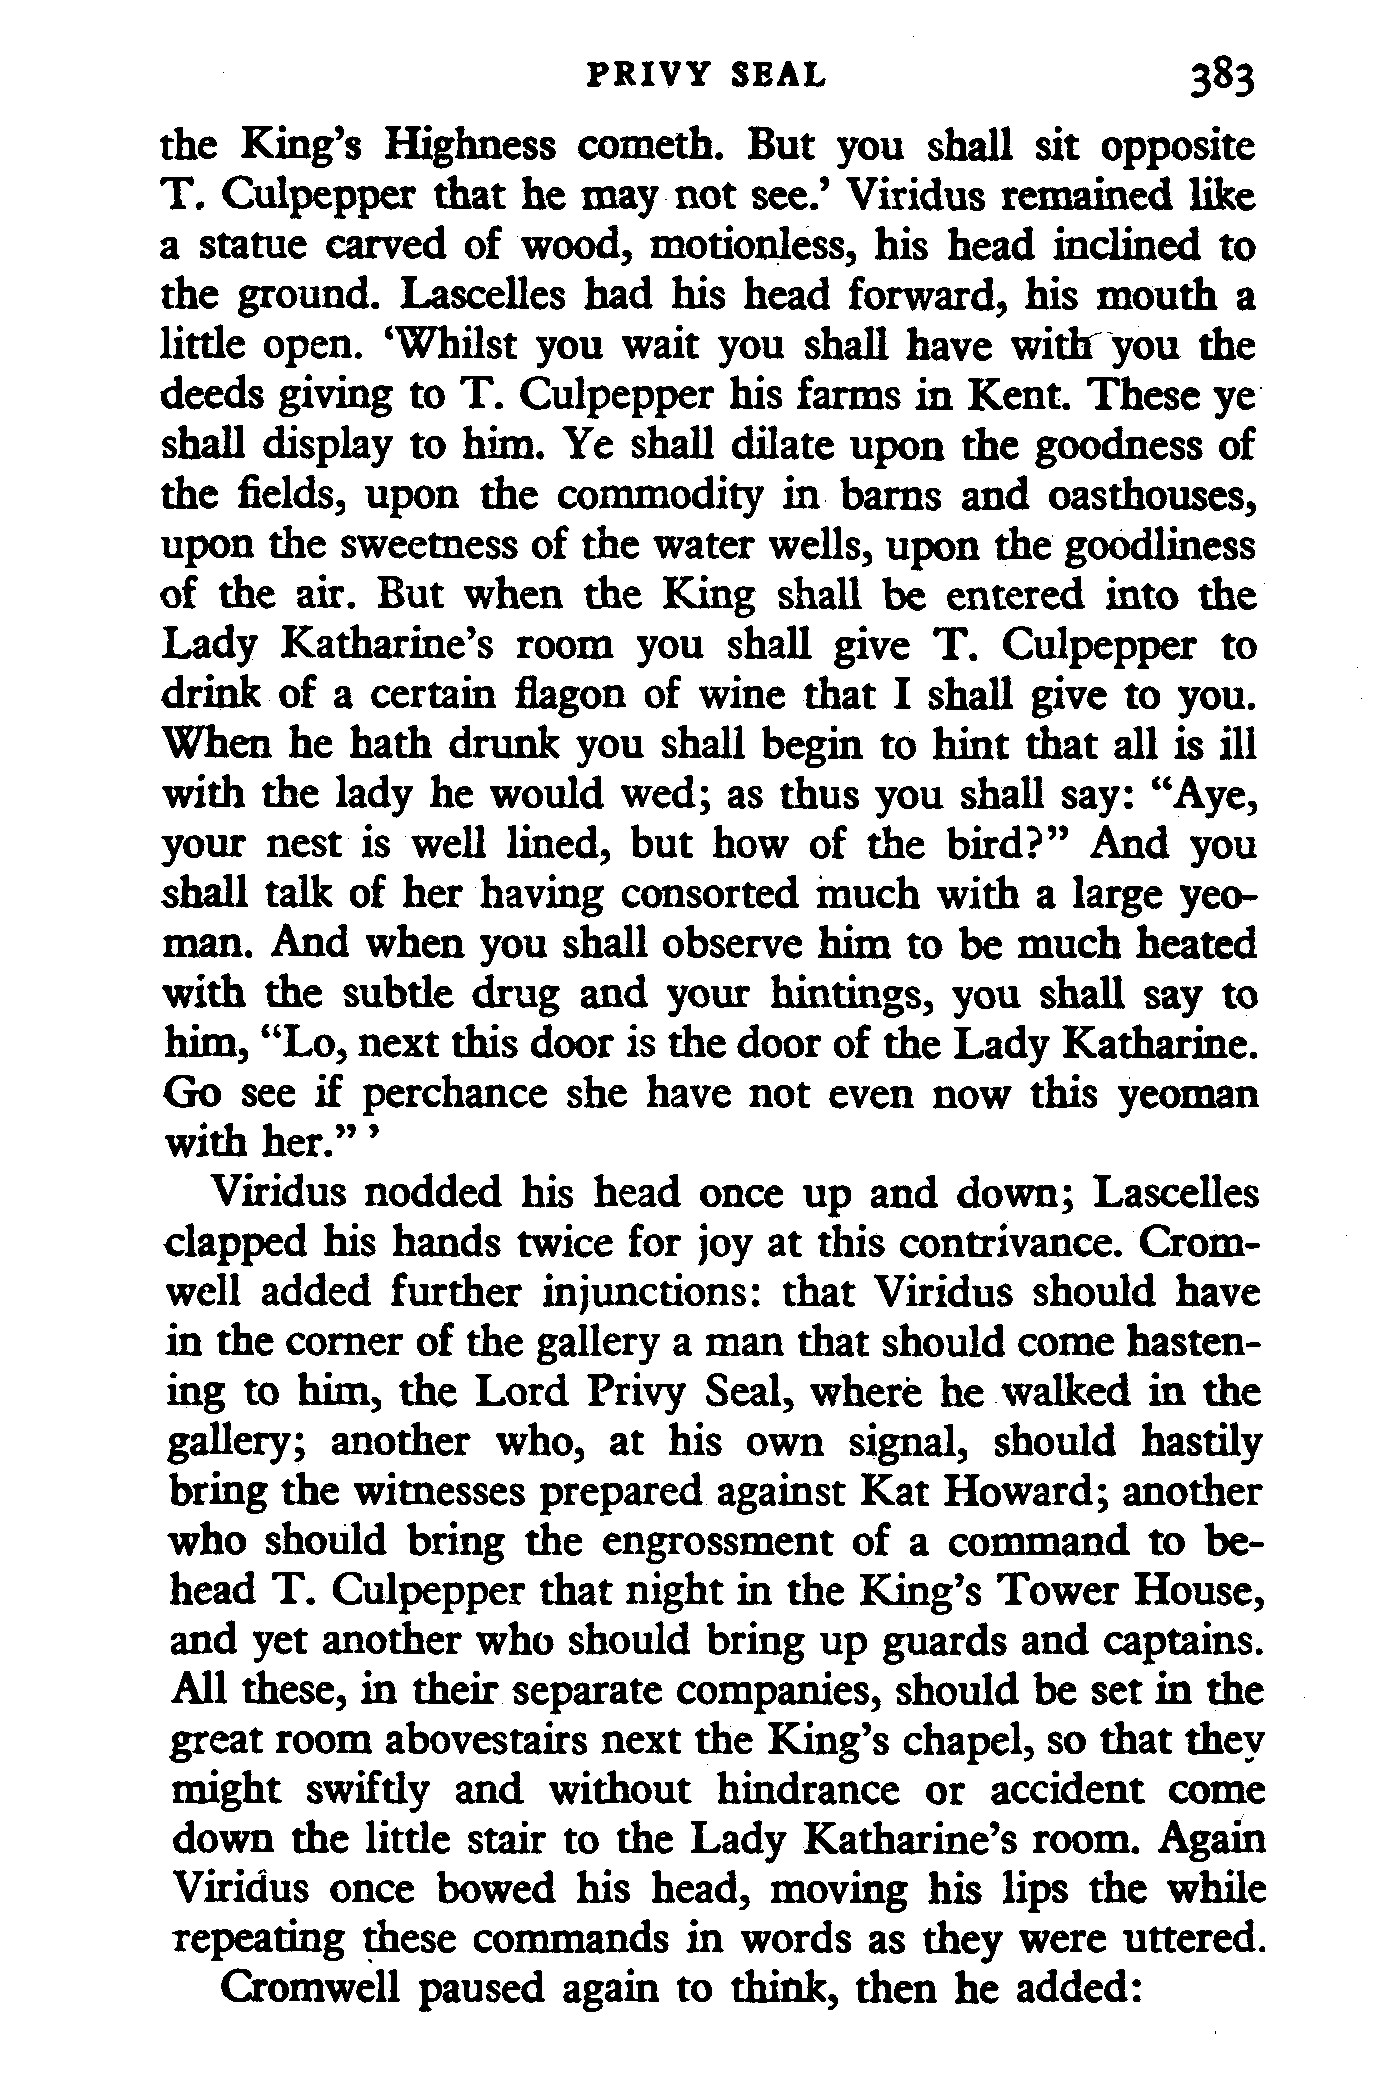 PRIVY SEAL 383
the King's Highness cometh. But you shall sit opposite
T. Culpepper that he may not see.' Viridus remained like
a statue carved of wood, motionless, his head inclined to
the ground. Lascelles had his head forward, his mouth a
little open. 'Whilst you wait you shall have with you the
deeds giving to T. Culpepper his farms in Kent. These ye
shall display to him. Ye shall dilate upon the goodness of
the fields, upon the commodity in barns and oasthouses,
upon the sweetness of the water wells, upon the goodliness
of the air. But when the King shall be entered into the
Lady Katharine's room you shall give T. Culpepper to
drink of a certain flagon of wine that I shall give to you.
When he hath drunk you shall begin to hint that all is ill
with the lady he would wed; as thus you shall say: "Aye,
your nest is well lined, but how of the bird?" And you
shall talk of her having consorted much with a large yeo-
man. And when you shall observe him to be much heated
with the subtle drug and your hintings, you shall say to
him, "Lo, next this door is the door of the Lady Katharine.
Go see if perchance she have not even now this yeoman
with her." '
Viridus nodded his head once up and down; Lascelles
clapped his hands twice for joy at this contrivance. Crom-
well added further injunctions: that Viridus should have
in the corner of the gallery a man that should come hasten-
ing to him, the Lord Privy Seal, where he walked in the
gallery; another who, at his own signal, should hastily
bring the witnesses prepared against Kat Howard; another
who should bring the engrossment of a command to be-
head T. Culpepper that night in the King's Tower House,
and yet another who should bring up guards and captains.
All these, in their separate companies, should be set in the
great room abovestairs next the King's chapel, so that they
might swiftly and without hindrance or accident come
down the little stair to the Lady Katharine's room. Again
Viridus once bowed his head, moving his lips the while
repeating these commands in words as they were uttered.
Cromwell paused again to think, then he added: